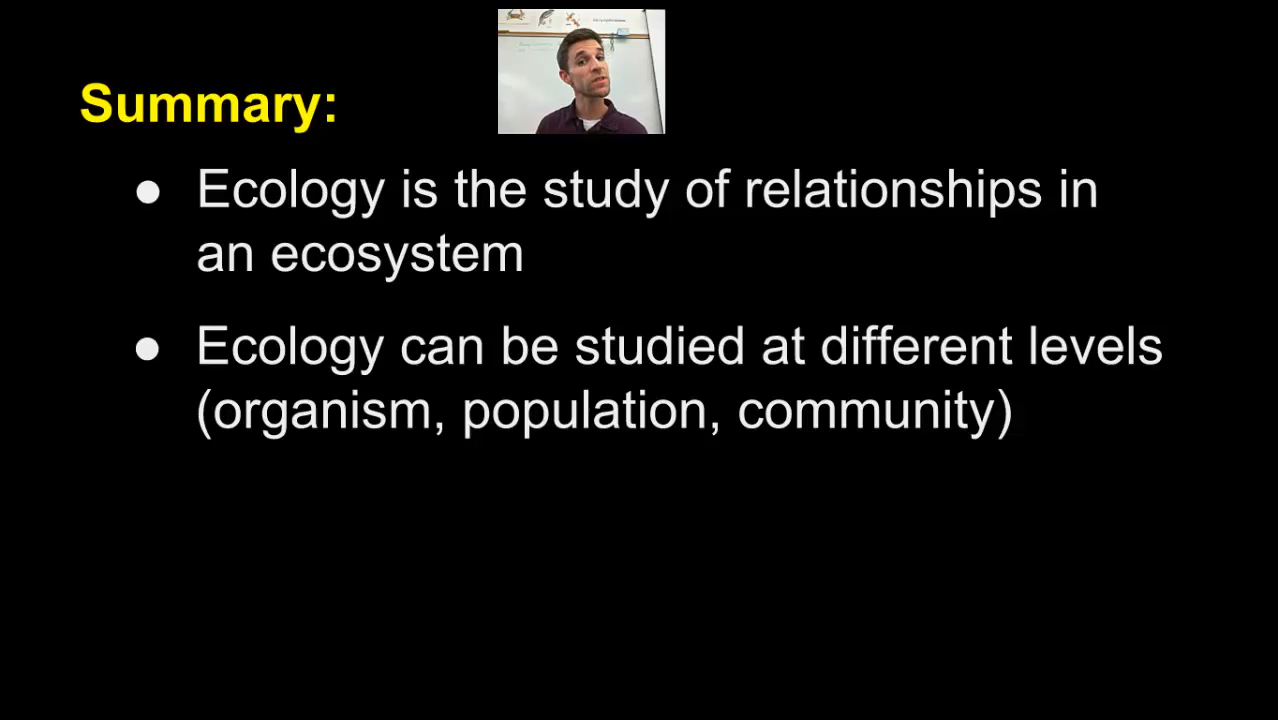 Summary:
● Ecology is the study of relationships in
an ecosystem
● Ecology can be studied at different levels
(organism, population, community)